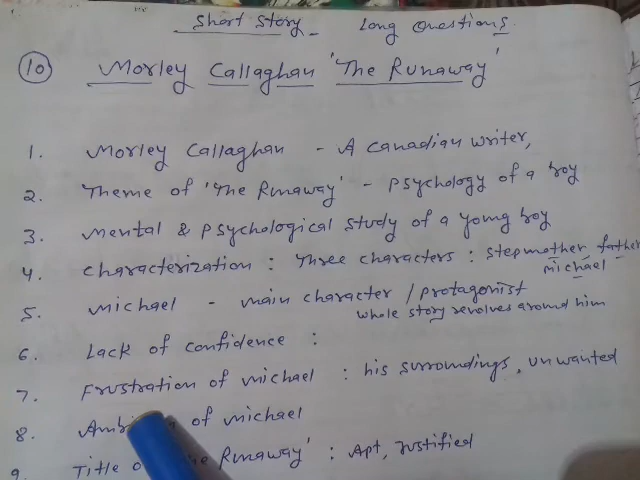 Short Story - Long Questions.
10 Morley Callaghan 'The Runaway'
1. Morley Callaghan - A Canadian writer,
2. Theme of 'The Runaway' - Psychology of a boy
3. Mental & Psychological Study of a young boy
4. Characterization : Three characters : stepmother, father
michael
5. Michael - main character / protagonist
whole story revolves around him
6. Lack of confidence :
7. Frustration of michael : his surroundings, unwanted
8. of michael
9. Title Runaway' : Apt, Justified